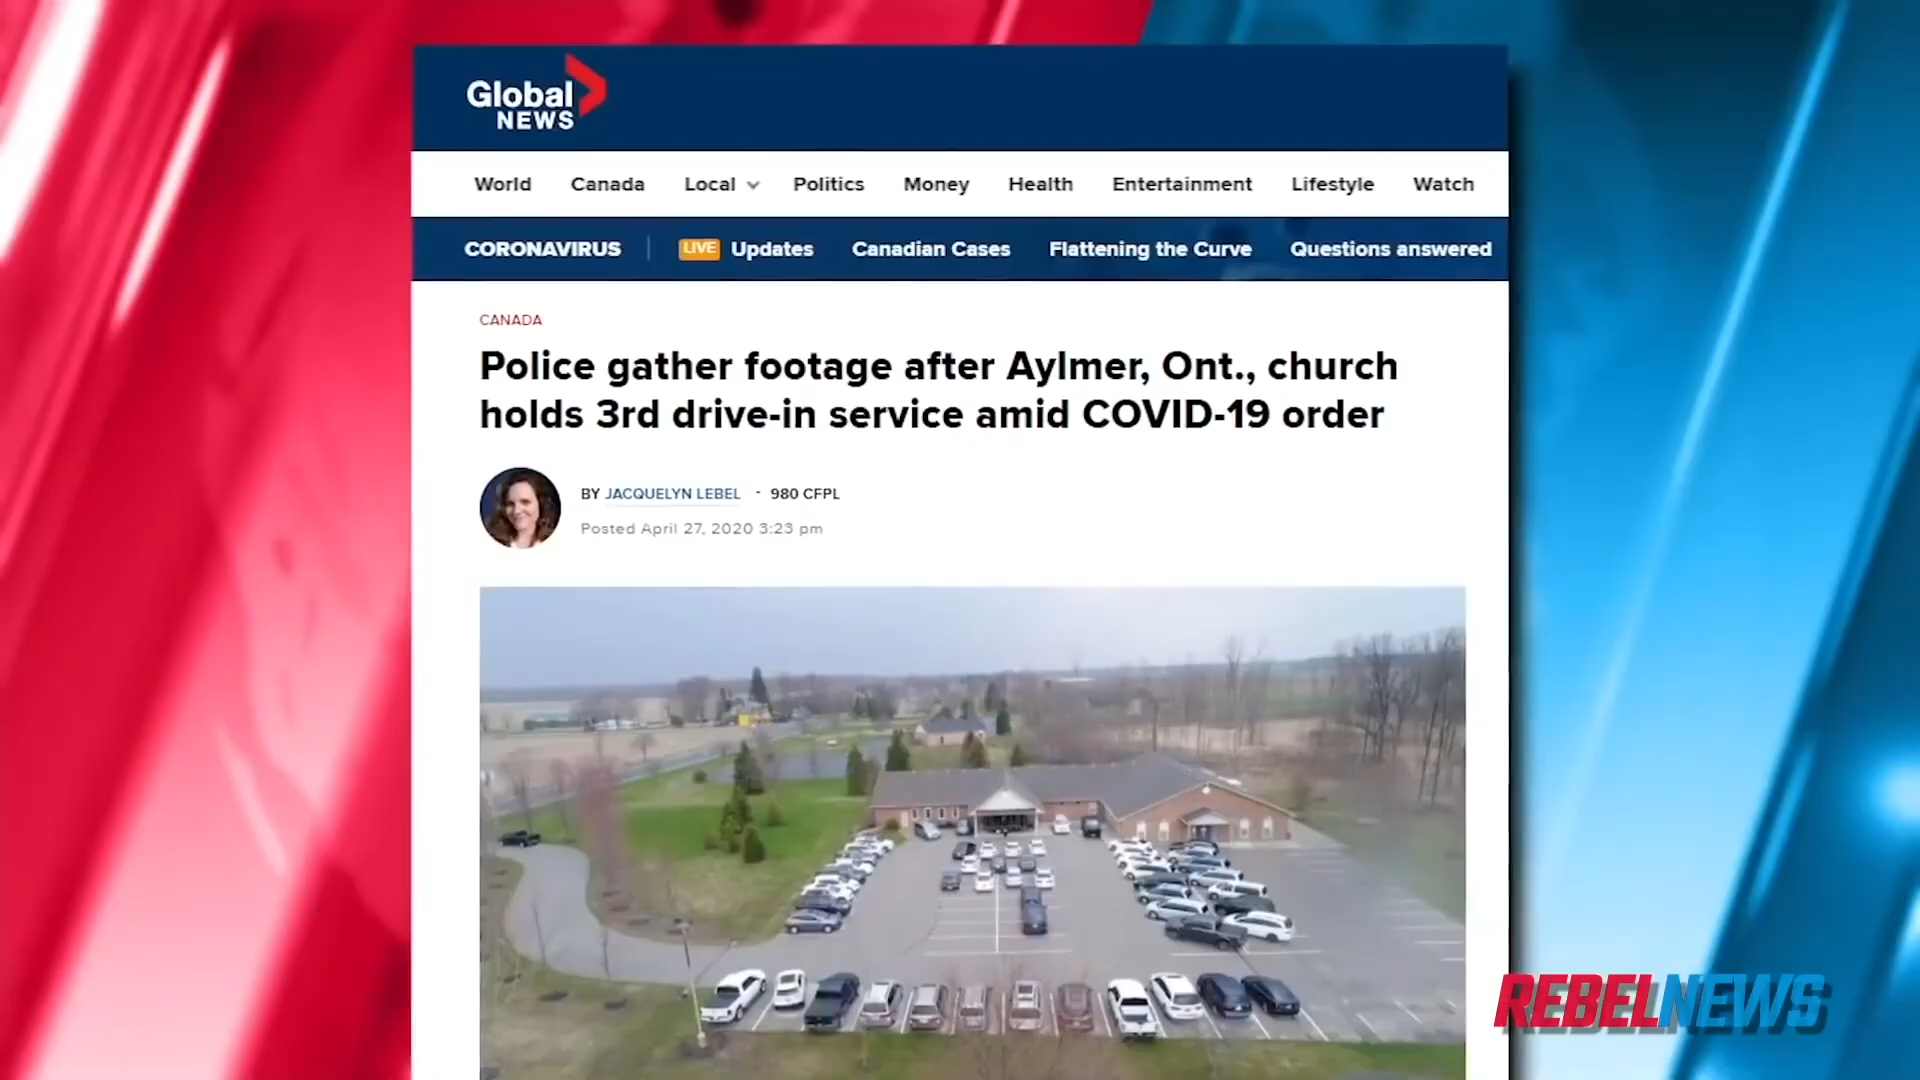 Global
NEWS
World Canada Local Politics Money Health Entertainment Lifestyle Watch
CORONAVIRUS LIVE Updates Canadian Cases Flattening the Curve Questions answered
CANADA
Police gather footage after Aylmer, Ont., church
holds 3rd drive-in service amid COVID-19 order
BY JACQUELYN LEBEL - 980 CFPL
Posted April 27, 2020 3:23 pm
REBELNEWS